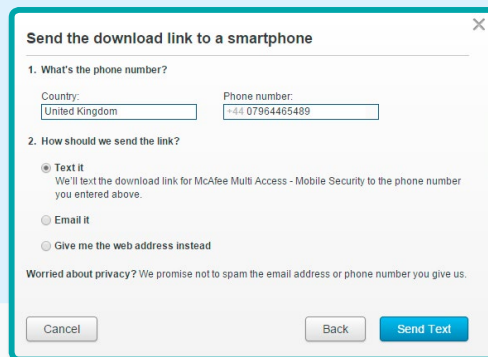 Send the download link to a smartphone
1. What's the phone number?
Country: Phone number:
United Kingdom +44 07964465489
2. How should we send the link?
Text it
We'll text the download link for McAfee Multi Access - Mobile Security to the phone number
you entered above.
Email it
Give me the web address instead
Worried about privacy? We promise not to spam the email address or phone number you give us.
Cancel Back Send Text